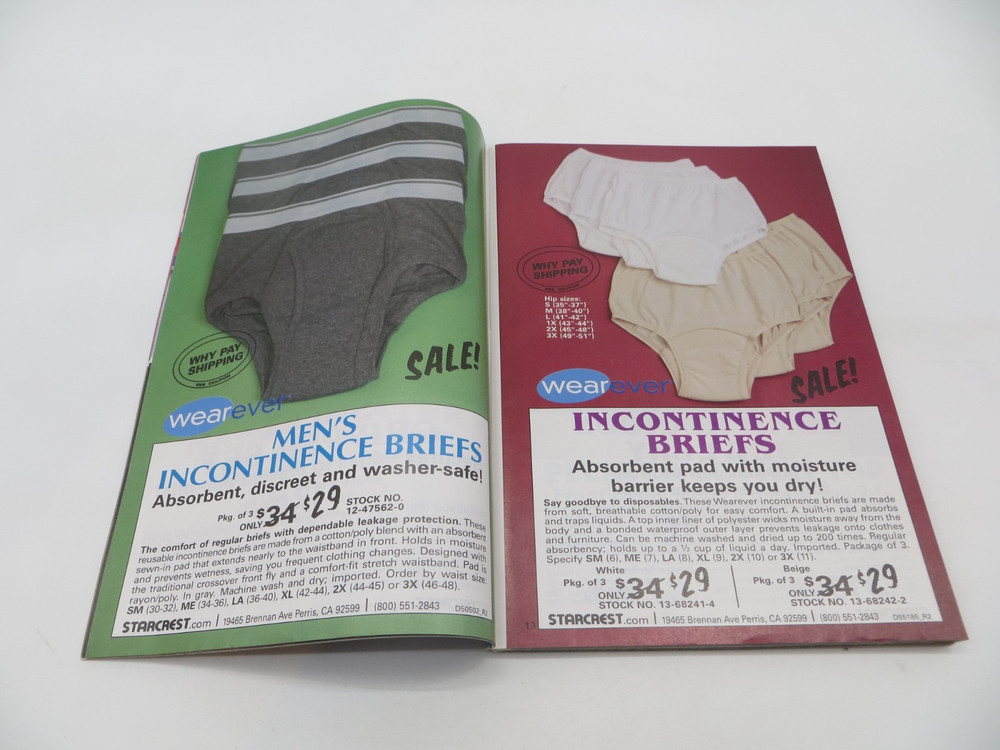 WHY PAY
SHIPPING
SEE COUPON
SALE!
wearever
MEN'S
INCONTINENCE BRIEFS
Absorbent, discreet and washer-safe!
Pkg. of 3
ONLY $34 $29
STOCK NO.
12-47562-0
The comfort of regular briefs with dependable leakage protection. These
reusable incontinence briefs are made from a cotton/poly blend with an absorbent
sewn-in pad that extends nearly to the waistband in front. Holds in moisture
and prevents wetness, saving you frequent clothing changes. Designed with
the traditional crossover front fly and a comfort-fit stretch waistband. Pad is
rayon/poly. In gray. Machine wash and dry; imported. Order by waist size:
SM (30-32), ME (34-36), LA (36-40), XL (42-44), 2X (44-45) or 3X (46-48).
STARCREST.com | 19465 Brennan Ave Perris, CA 92599 | (800) 551-2843 D50502_R2
WHY PAY
SHIPPING
SEE COUPON
Hip sizes:
S (35"-37")
M (38"-40")
L (41"-42")
1X (43"-44")
2X (45"-48")
3X (49"-51")
wearever
SALE!
INCONTINENCE
BRIEFS
Absorbent pad with moisture
barrier keeps you dry!
Say goodbye to disposables. These Wearever incontinence briefs are made
from soft, breathable cotton/poly for easy comfort. A built-in pad absorbs
and traps liquids. A top inner liner of polyester wicks moisture away from the
body and a bonded waterproof outer layer prevents leakage onto clothes
and furniture. Can be machine washed and dried up to 200 times. Regular
absorbency; holds up to a ½ cup of liquid a day. Imported. Package of 3.
Specify SM (6), ME (7), LA (8), XL (9), 2X (10) or 3X (11).
White
Pkg. of 3
ONLY $34 $29
STOCK NO. 13-68241-4
Beige
Pkg. of 3
ONLY $34 $29
STOCK NO. 13-68242-2
13
STARCREST.com | 19465 Brennan Ave Perris, CA 92599 | (800) 551-2843 D55185_R2